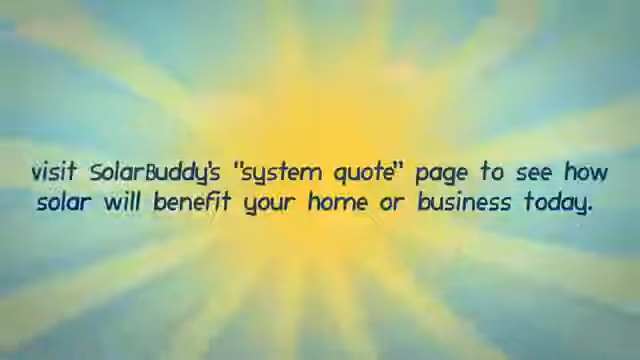 visit SolarBuddy's "system quote" page to see how
solar will benefit your home or business today.